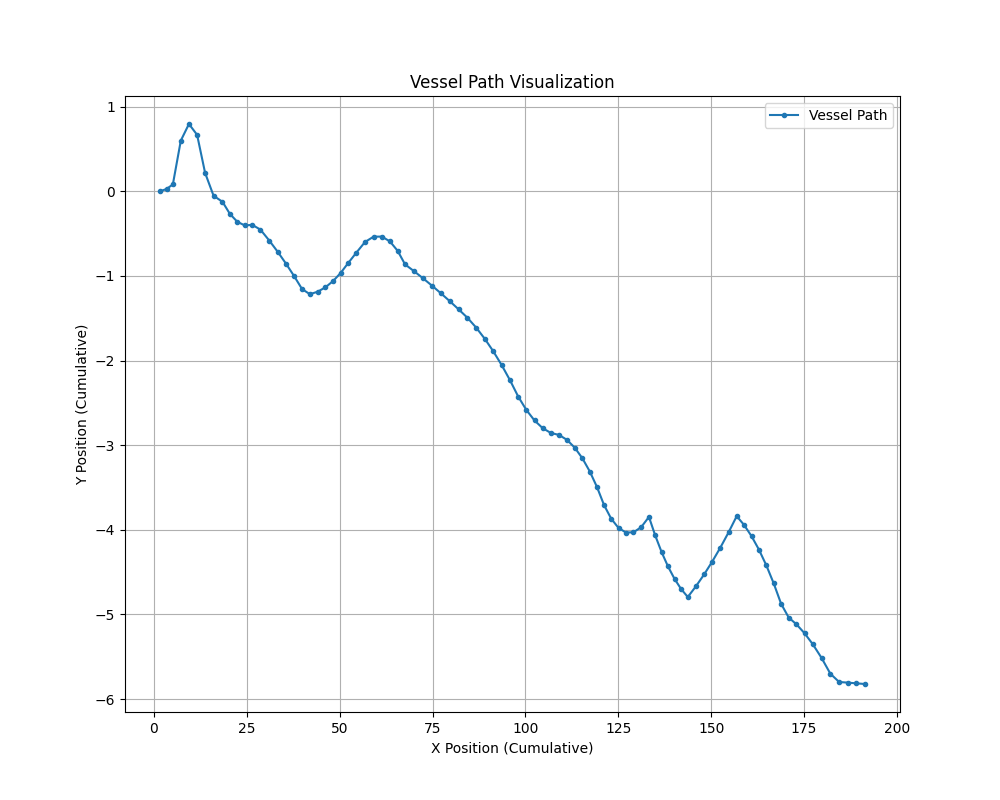 Vessel Path Visualization
Vessel Path
Y Position (Cumulative)
1
0
−1
−2
−3
−4
−5
−6
0 25 50 75 100 125 150 175 200
X Position (Cumulative)